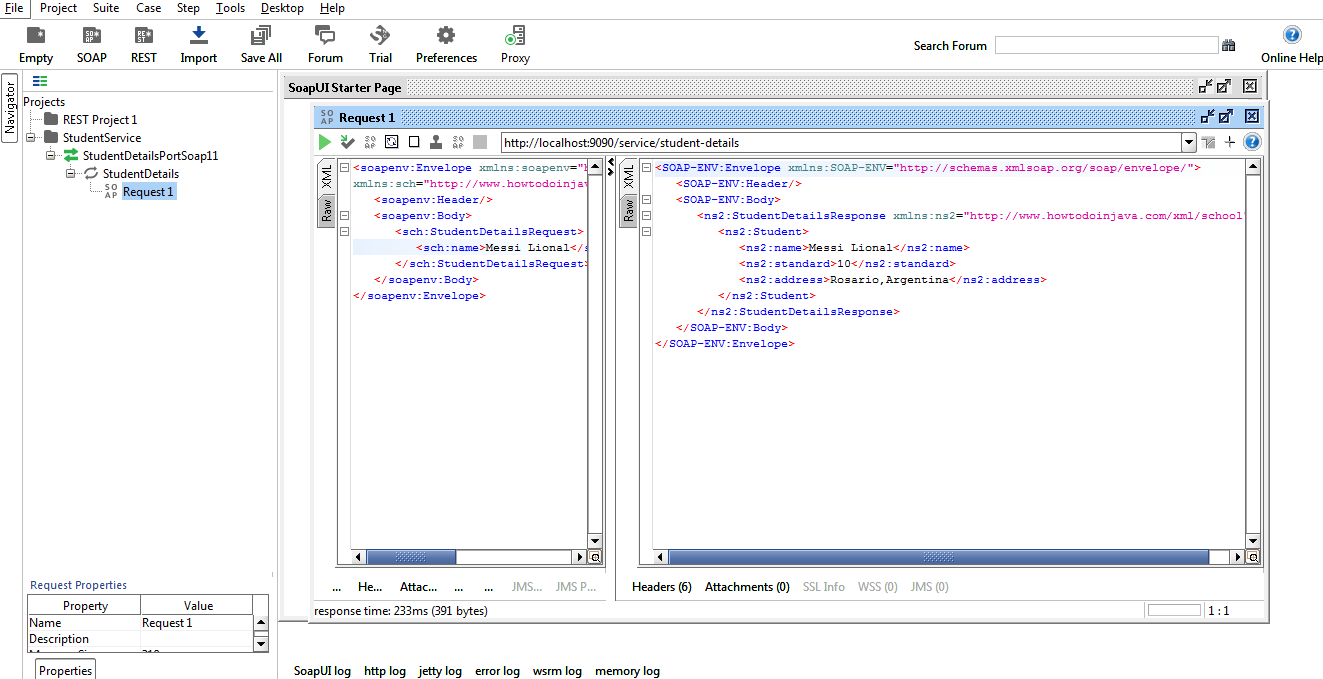 File Project Suite Case Step Tools Desktop Help
Empty SOAP REST Import Save All Forum Trial Preferences Proxy
Search Forum
Online Help
Navigator
Projects
REST Project 1
StudentService
StudentDetailsPortSoap11
StudentDetails
SO AP Request 1
Request Properties
Property Value
Name Request 1
Description
Properties
SoapUI Starter Page
SO AP Request 1
http://localhost:9090/service/student-details
XML
Raw
<soapenv:Envelope xmlns:soapenv="
xmlns:sch="http://www.howtodoinjav
<soapenv:Header/>
<soapenv:Body>
<sch:StudentDetailsRequest>
<sch:name>Messi Lional</
</sch:StudentDetailsRequest>
</soapenv:Body>
</soapenv:Envelope>
... He... Attac... ... ... JMS... JMS P...
XML
Raw
<SOAP-ENV:Envelope xmlns:SOAP-ENV="http://schemas.xmlsoap.org/soap/envelope/">
<SOAP-ENV:Header/>
<SOAP-ENV:Body>
<ns2:StudentDetailsResponse xmlns:ns2="http://www.howtodoinjava.com/xml/school"
<ns2:Student>
<ns2:name>Messi Lional</ns2:name>
<ns2:standard>10</ns2:standard>
<ns2:address>Rosario,Argentina</ns2:address>
</ns2:Student>
</ns2:StudentDetailsResponse>
</SOAP-ENV:Body>
</SOAP-ENV:Envelope>
Headers (6) Attachments (0) SSL Info WSS (0) JMS (0)
response time: 233ms (391 bytes)
1 : 1
SoapUI log http log jetty log error log wsrm log memory log